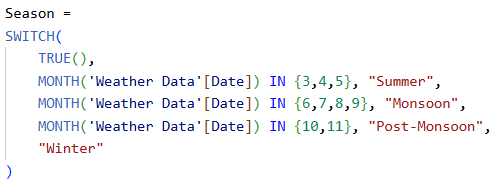 Season =
SWITCH(
    TRUE(),
    MONTH('Weather Data'[Date]) IN {3,4,5}, "Summer",
    MONTH('Weather Data'[Date]) IN {6,7,8,9}, "Monsoon",
    MONTH('Weather Data'[Date]) IN {10,11}, "Post-Monsoon",
    "Winter"
)